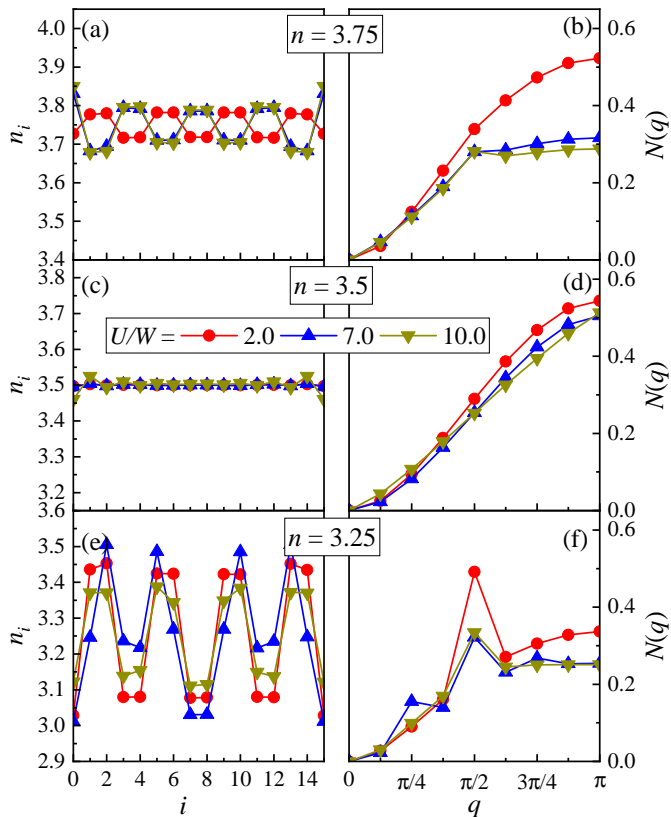 (a)
n = 3.75
(b)
4.0
3.9
3.8
3.7
3.6
3.5
3.4
n_i
0.6
0.4
0.2
0.0
N(q)
(c)
n = 3.5
(d)
3.8
3.7
3.6
3.5
3.4
3.3
3.2
3.6
n_i
U/W = 2.0 7.0 10.0
0.6
0.4
0.2
0.0
N(q)
(e)
n = 3.25
(f)
3.5
3.4
3.3
3.2
3.1
3.0
2.9
n_i
0.6
0.4
0.2
0.0
N(q)
0 2 4 6 8 10 12 14
i
0 π/4 π/2 3π/4 π
q